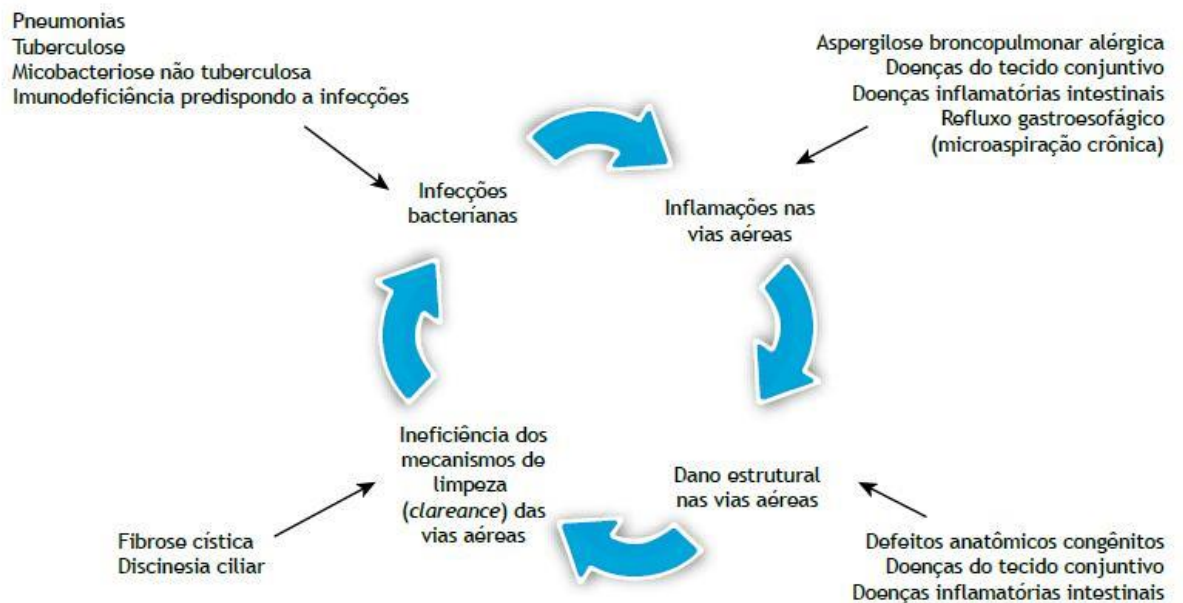 Pneumonias
Tuberculose
Micobacteriose não tuberculosa
Imunodeficiência predispondo a infecções
Aspergilose broncopulmonar alérgica
Doenças do tecido conjuntivo
Doenças inflamatórias intestinais
Refluxo gastroesofágico
(microaspiração crônica)
Infecções
bacteríanas
Inflamações nas
vias aéreas
Ineficiência dos
mecanismos de
limpeza
(clareance) das
vias aéreas
Dano estrutural
nas vias aéreas
Fibrose cística
Discinesia ciliar
Defeitos anatômicos congênitos
Doenças do tecido conjuntivo
Doenças inflamatórias intestinais